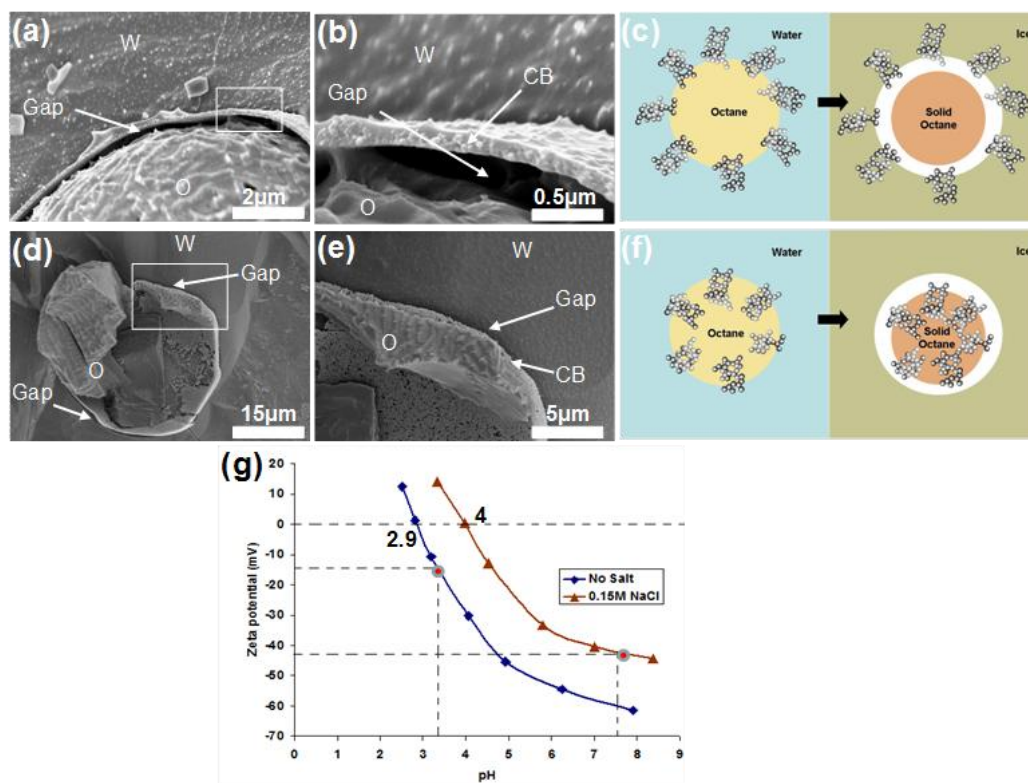 (a)
W
Gap
O
2µm
(b)
W
Gap
CB
O
0.5µm
(c)
Water
Octane
Ice
Solid
Octane
(d)
W
Gap
O
Gap
15µm
(e)
W
Gap
O
CB
5µm
(f)
Water
Octane
Ice
Solid
Octane
(g)
Zeta potential (mV)
20
10
0
-10
-20
-30
-40
-50
-60
-70
2.9
4
No Salt
0.15M NaCl
0 1 2 3 4 5 6 7 8 9
pH